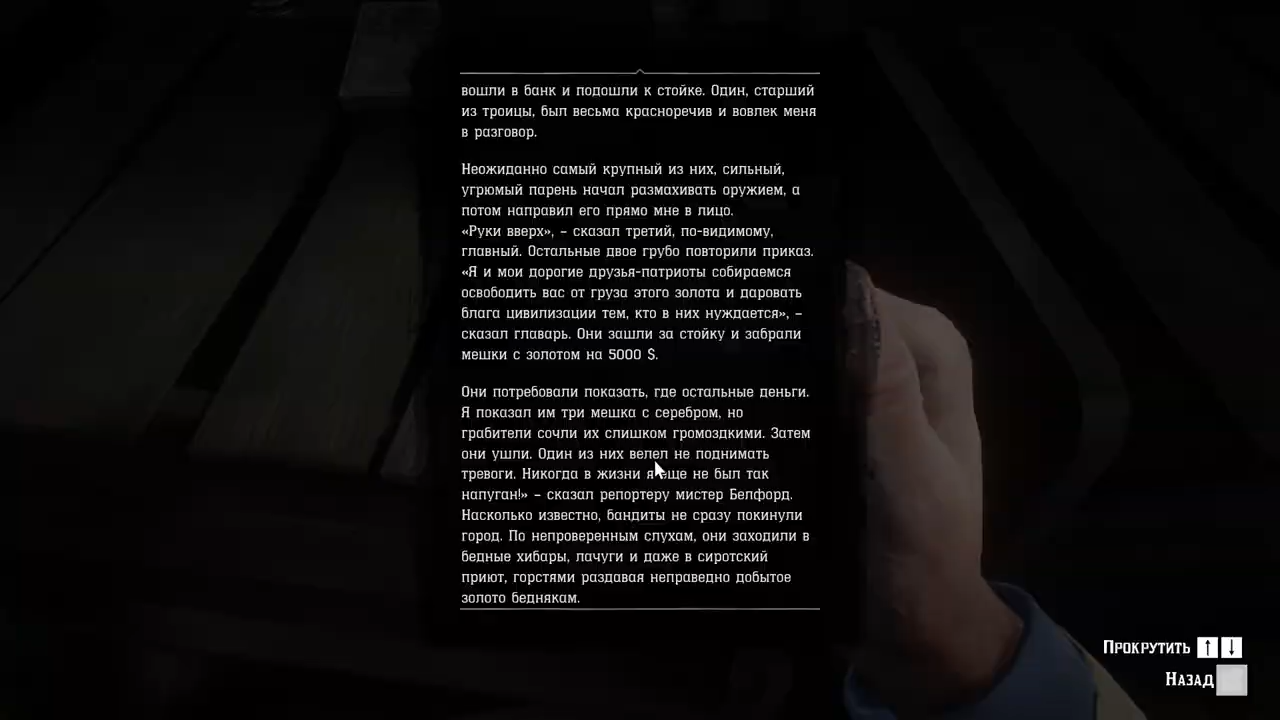 вошли в банк и подошли к стойке. Один, старший
из троицы, был весьма красноречив и вовлек меня
в разговор.
Неожиданно самый крупный из них, сильный,
угрюмый парень начал размахивать оружием, а
потом направил его прямо мне в лицо.
«Руки вверх», – сказал третий, по-видимому,
главный. Остальные двое грубо повторили приказ.
«Я и мои дорогие друзья-патриоты собираемся
освободить вас от груза этого золота и даровать
блага цивилизации тем, кто в них нуждается», –
сказал главарь. Они зашли за стойку и забрали
мешки с золотом на 5000 $.
Они потребовали показать, где остальные деньги.
Я показал им три мешка с серебром, но
грабители сочли их слишком громоздкими. Затем
они ушли. Один из них велел не поднимать
тревоги. Никогда в жизни я еще не был так
напуган!» – сказал репортеру мистер Белфорд.
Насколько известно, бандиты не сразу покинули
город. По непроверенным слухам, они заходили в
бедные хибары, лачуги и даже в сиротский
приют, горстями раздавая неправедно добытое
золото беднякам.
Прокрутить ↑ ↓
Назад